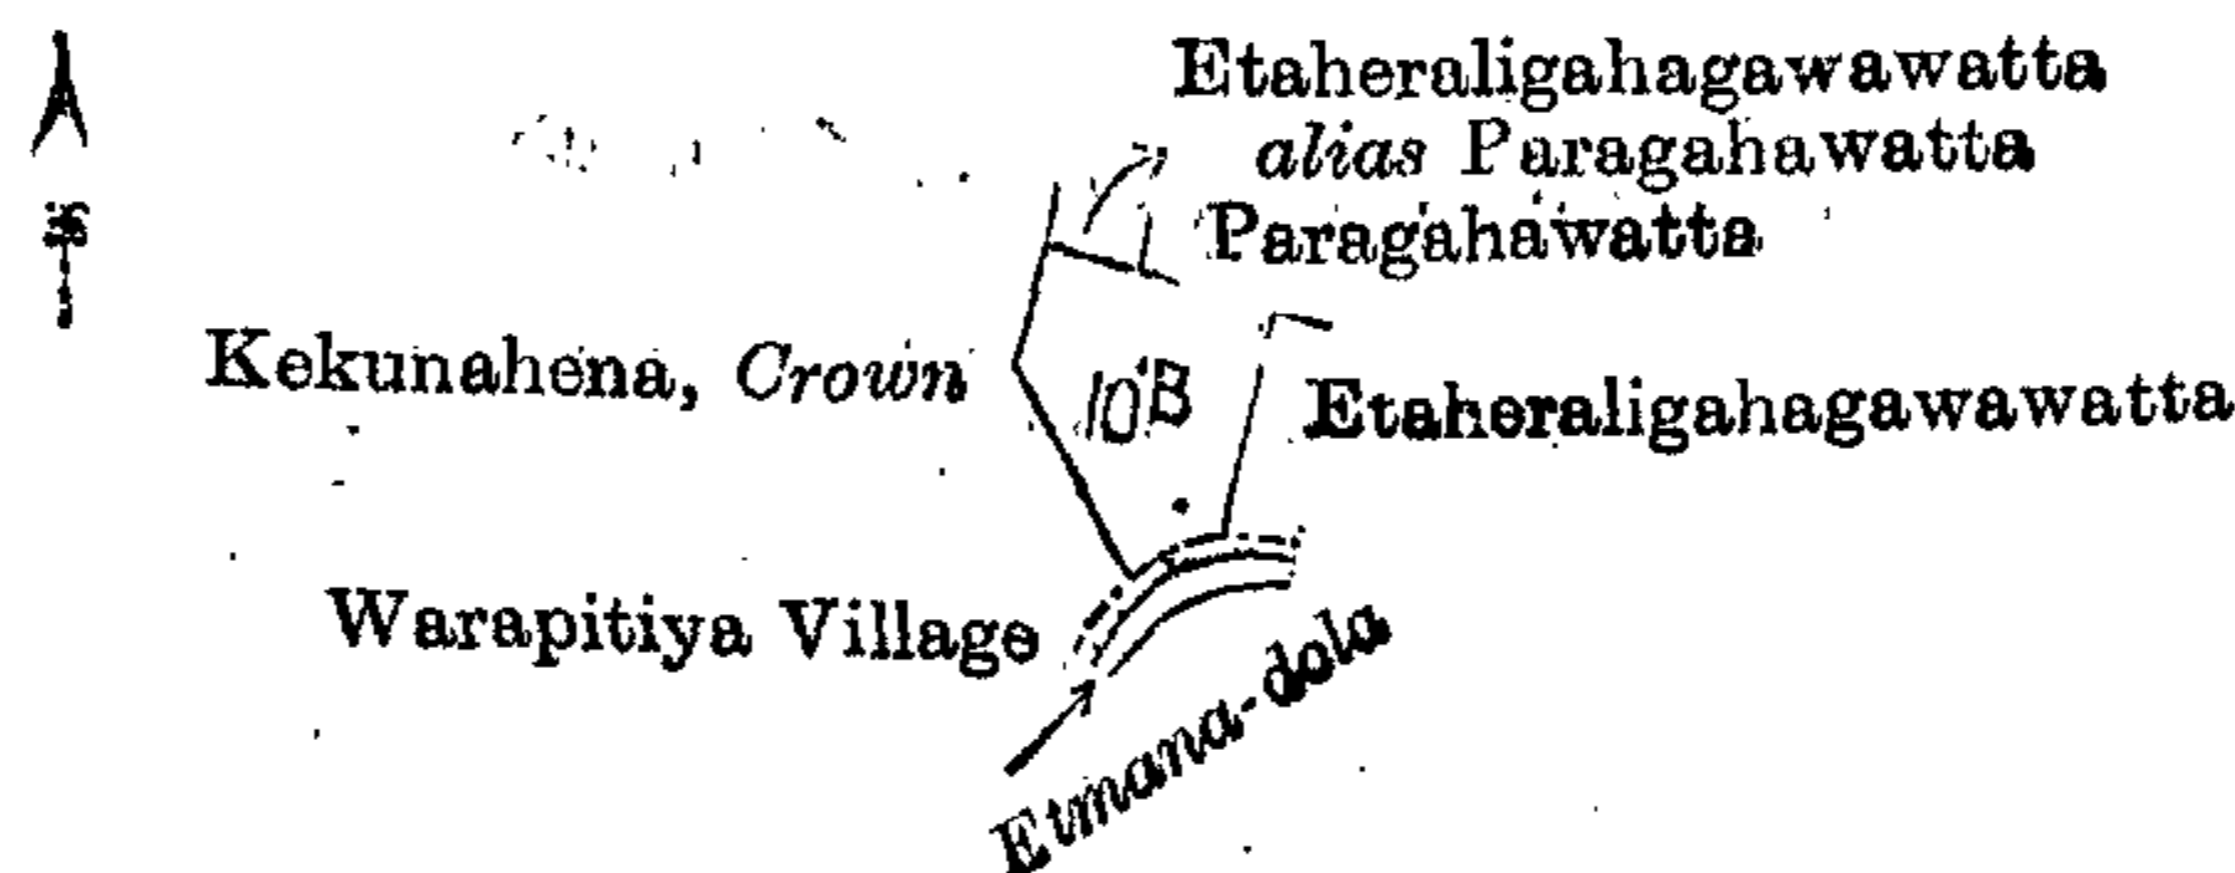 Etaheraligahagawawatta
alias Paragahawatta
Paragahawatta
Kekunahena, Crown
10B
Etaheraligahagawawatta
Warapitiya Village
Etmana-dola